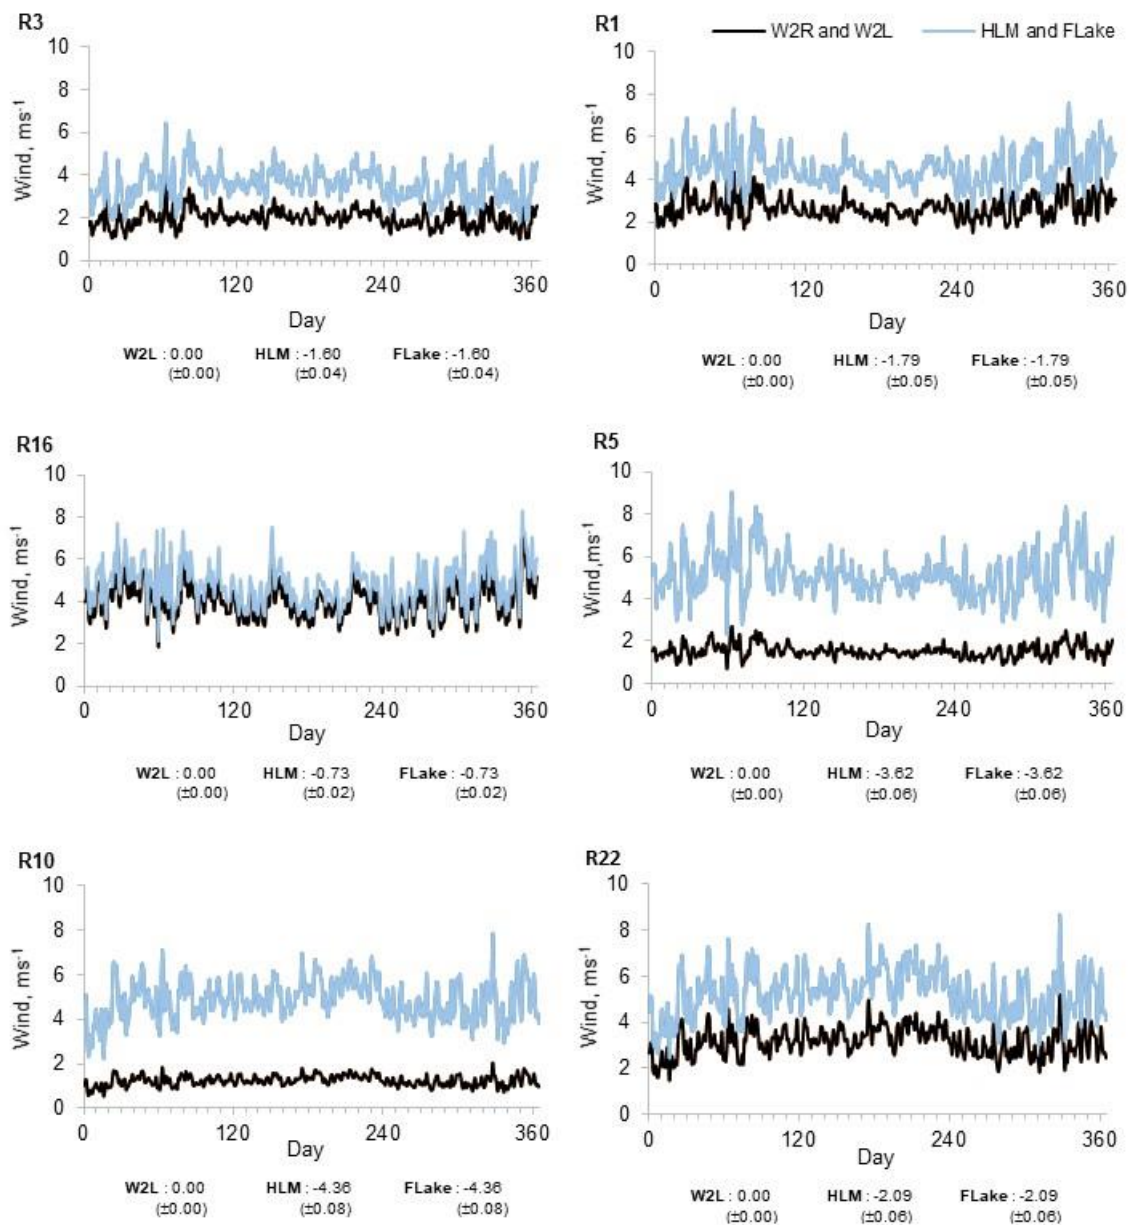 R3
10
8
6
4
2
0
Wind, ms-1
0 120 240 360
Day
W2L : 0.00 HLM : -1.60 FLake : -1.60
(±0.00) (±0.04) (±0.04)
R1
W2R and W2L HLM and FLake
10
8
6
4
2
0
Wind, ms-1
0 120 240 360
Day
W2L : 0.00 HLM : -1.79 FLake : -1.79
(±0.00) (±0.05) (±0.05)
R16
10
8
6
4
2
0
Wind, ms-1
0 120 240 360
Day
W2L : 0.00 HLM : -0.73 FLake : -0.73
(±0.00) (±0.02) (±0.02)
R5
10
8
6
4
2
0
Wind,ms-1
0 120 240 360
Day
W2L : 0.00 HLM : -3.62 FLake : -3.62
(±0.00) (±0.06) (±0.06)
R10
10
8
6
4
2
0
Wind, ms-1
0 120 240 360
Day
W2L : 0.00 HLM : -4.36 FLake : -4.36
(±0.00) (±0.08) (±0.08)
R22
10
8
6
4
2
0
Wind, ms-1
0 120 240 360
Day
W2L : 0.00 HLM : -2.09 FLake : -2.09
(±0.00) (±0.06) (±0.06)